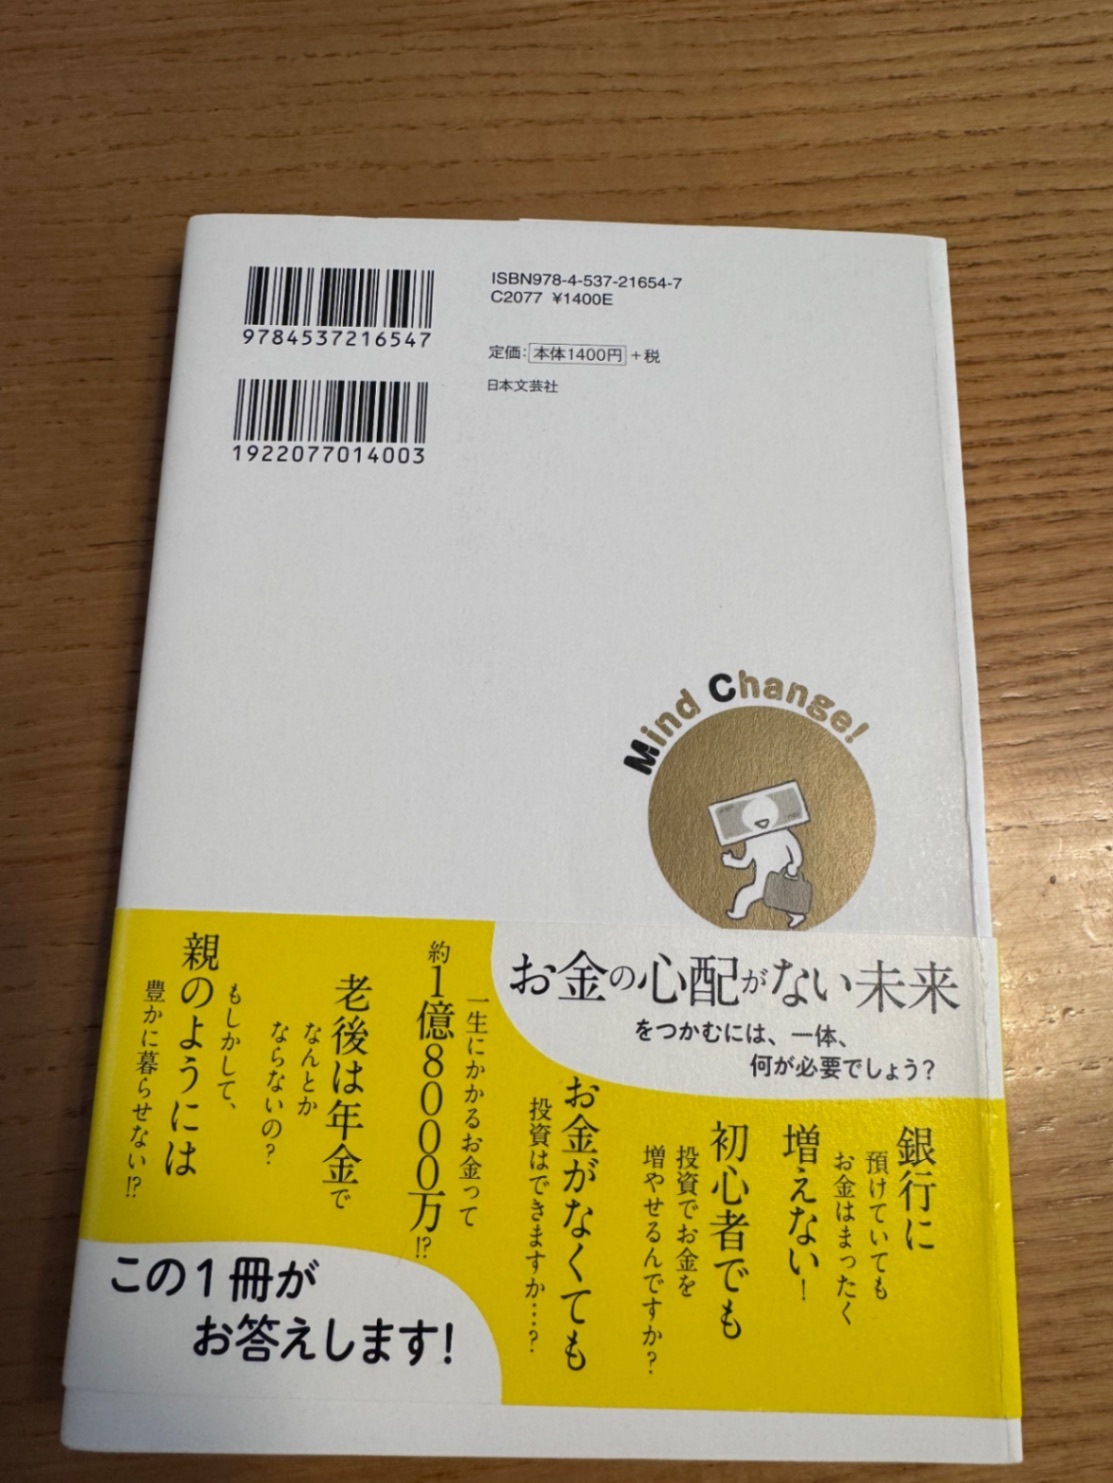 9784537216547
1922077014003
ISBN978-4-537-21654-7
C2077 ¥1400E
定価：本体1400円＋税
日本文芸社
Mind Change!
お金の心配がない未来
をつかむには、一体、
何が必要でしょう？
銀行に
預けていても
お金はまったく
増えない！
初心者でも
投資でお金を
増やせるんですか？
お金がなくても
投資はできますか…？
一生にかかるお金って
約1億8000万!?
老後は年金で
なんとか
ならないの？
もしかして、
親のようには
豊かに暮らせない!?
この1冊が
お答えします！